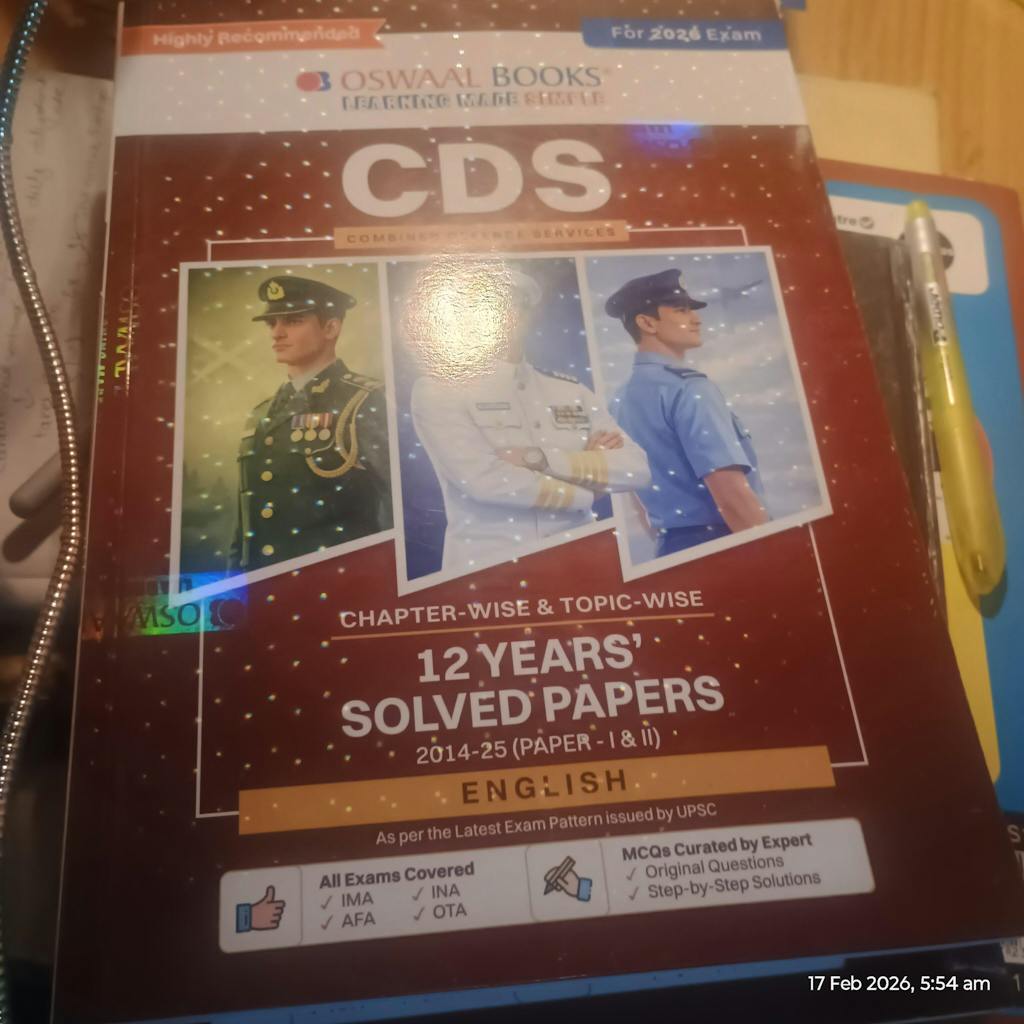 Highly Recommended
For 2026 Exam
OSWAAL BOOKS
LEARNING MADE SIMPLE
CDS
COMBINED DEFENCE SERVICES
CHAPTER-WISE & TOPIC-WISE
12 YEARS'
SOLVED PAPERS
2014-25 (PAPER - I & II)
ENGLISH
As per the Latest Exam Pattern issued by UPSC
All Exams Covered
✓ IMA ✓ INA
✓ AFA ✓ OTA
MCQs Curated by Expert
✓ Original Questions
✓ Step-by-Step Solutions
17 Feb 2026, 5:54 am